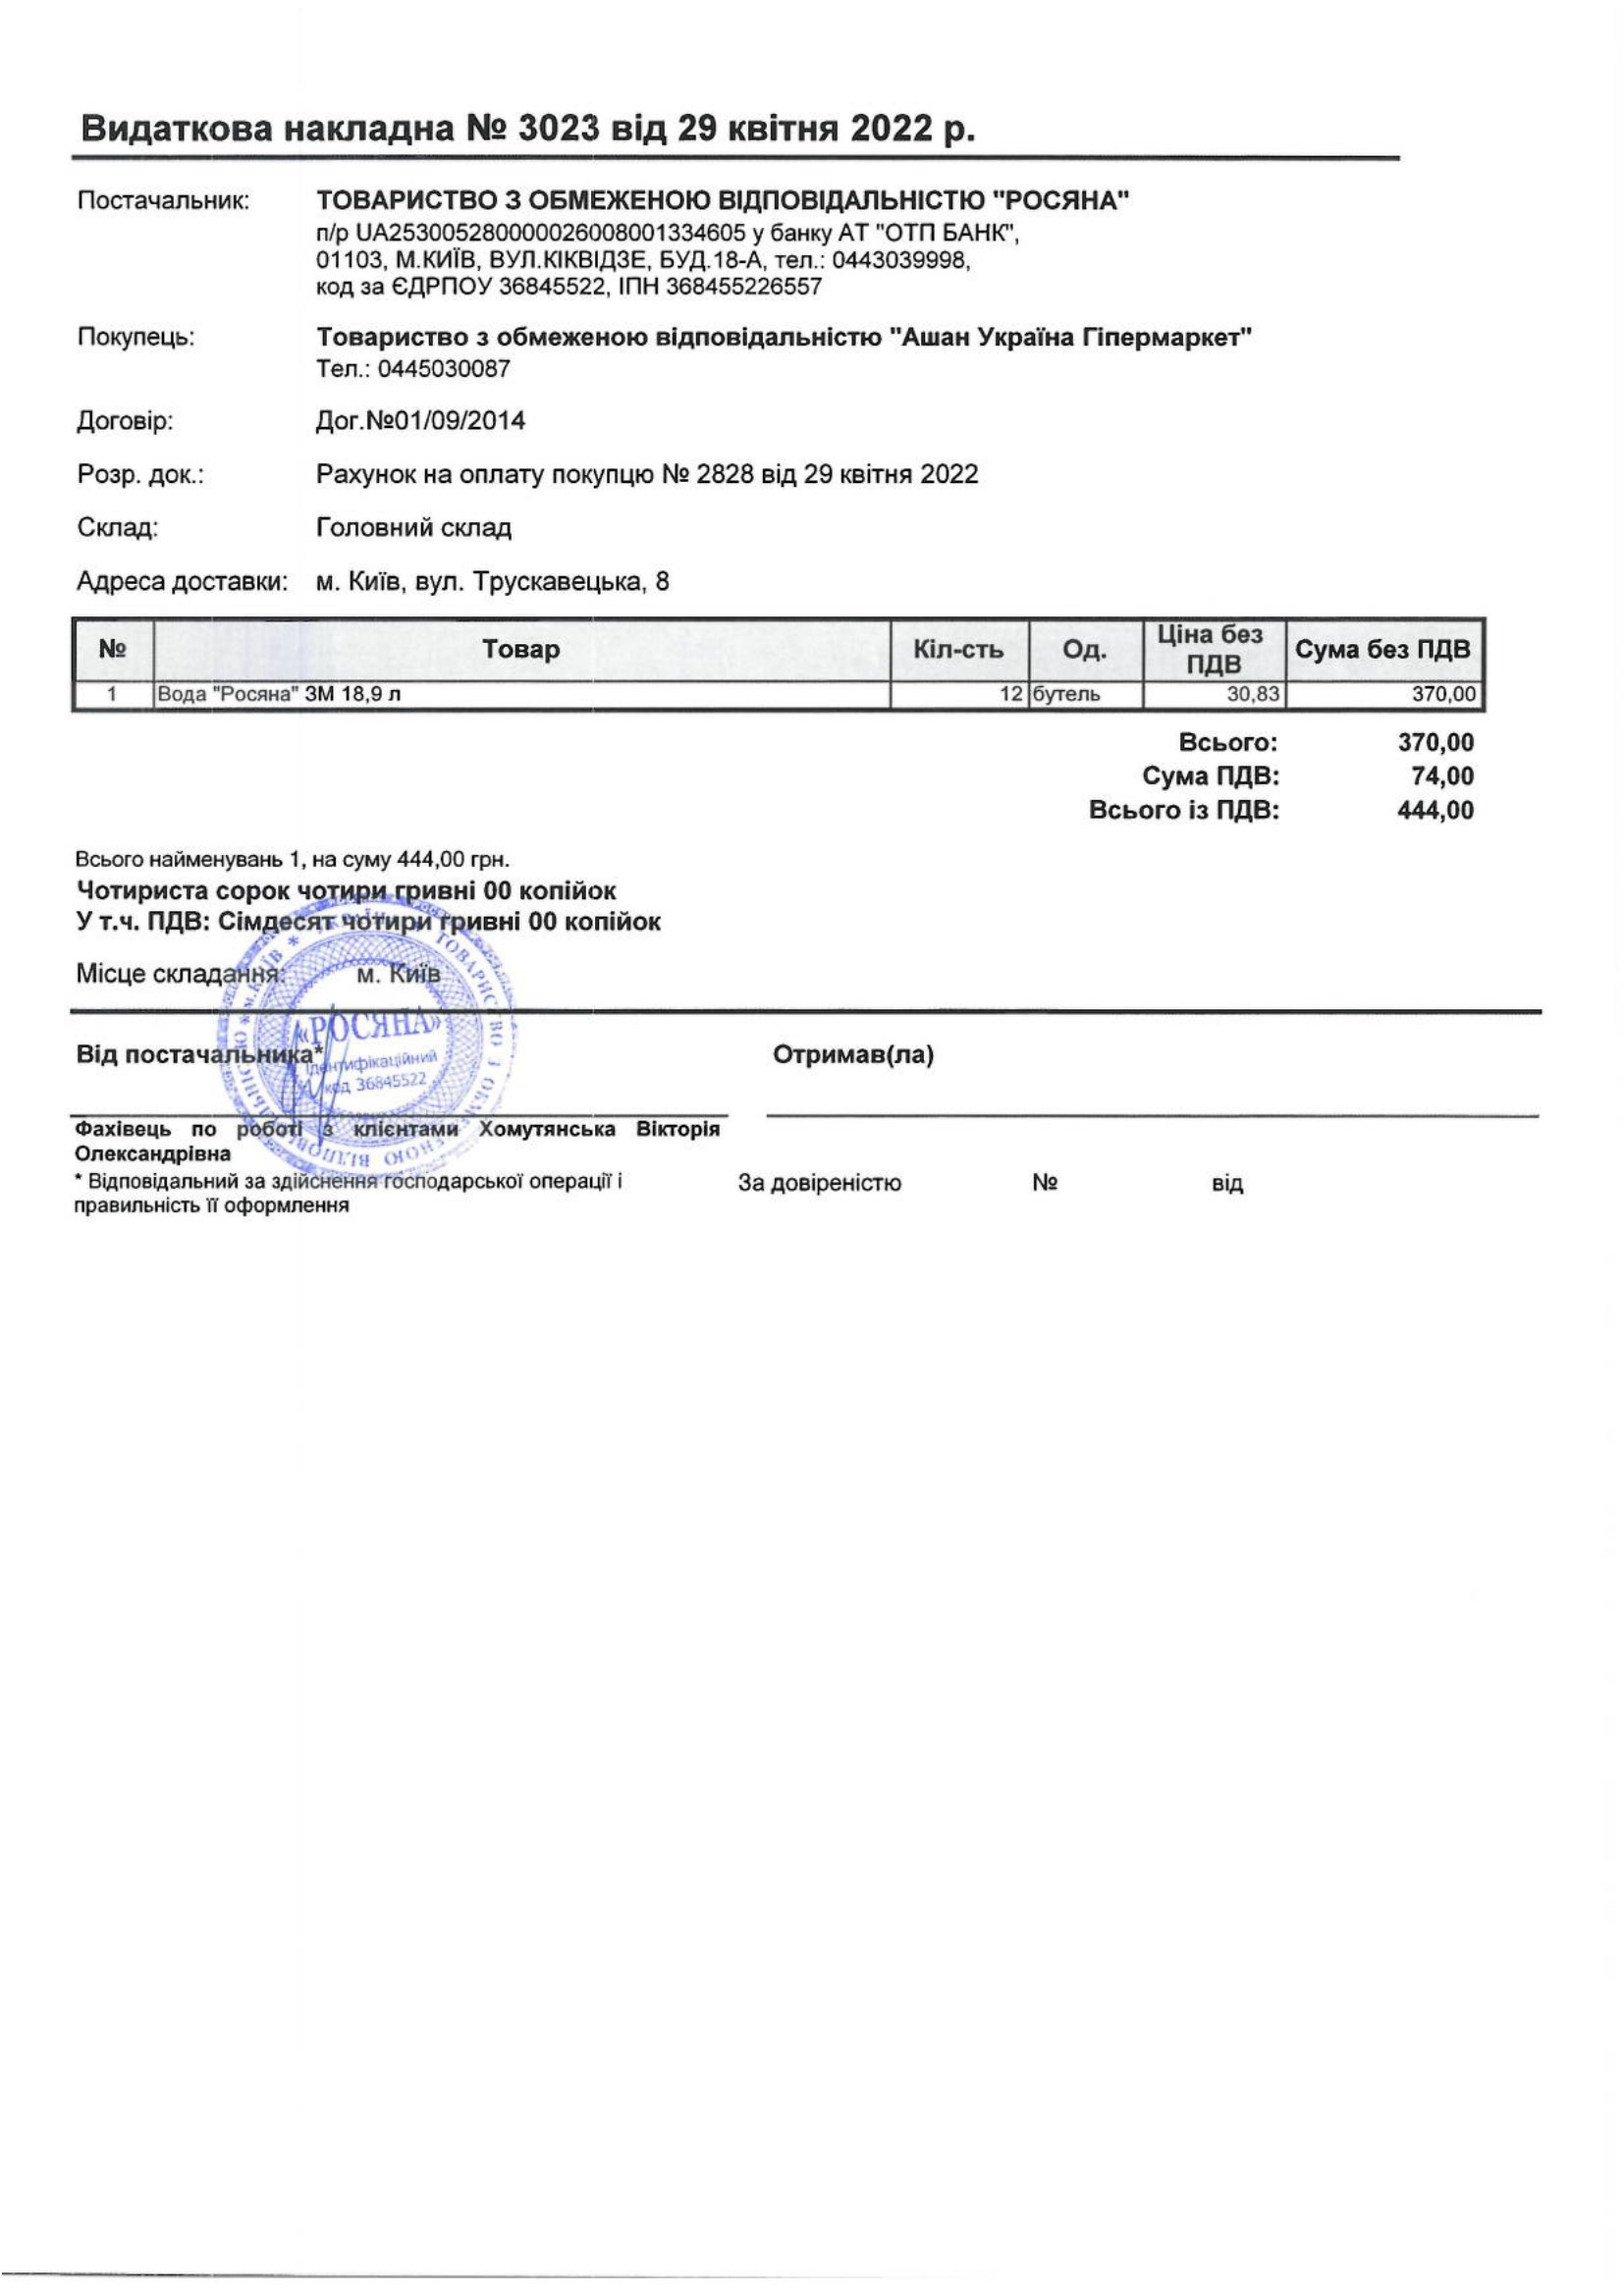 Видаткова накладна № 3023 від 29 квітня 2022 р.
Постачальник: ТОВАРИСТВО З ОБМЕЖЕНОЮ ВІДПОВІДАЛЬНІСТЮ "РОСЯНА"
п/р UA253005280000026008001334605 у банку АТ "ОТП БАНК",
01103, М.КИЇВ, ВУЛ.КІКВІДЗЕ, БУД.18-А, тел.: 0443039998,
код за ЄДРПОУ 36845522, ІПН 368455226557
Покупець: Товариство з обмеженою відповідальністю "Ашан Україна Гіпермаркет"
Тел.: 0445030087
Договір: Дог.№01/09/2014
Розр. док.: Рахунок на оплату покупцю № 2828 від 29 квітня 2022
Склад: Головний склад
Адреса доставки: м. Київ, вул. Трускавецька, 8
№ Товар Кіл-сть Од. Ціна без ПДВ Сума без ПДВ
1 Вода "Росяна" ЗМ 18,9 л 12 бутель 30,83 370,00
Всього: 370,00
Сума ПДВ: 74,00
Всього із ПДВ: 444,00
Всього найменувань 1, на суму 444,00 грн.
Чотириста сорок чотири гривні 00 копійок
У т.ч. ПДВ: Сімдесят чотири гривні 00 копійок
Місце складання: м. Київ
Від постачальника* Отримав(ла)
«РОСЯНА»
Ідентифікаційний
код 36845522
* УКРАЇНА * ТОВАРИСТВО З ОБМЕЖЕНОЮ ВІДПОВІДАЛЬНІСТЮ * м.КИЇВ
Фахівець по роботі з клієнтами Хомутянська Вікторія
Олександрівна
* Відповідальний за здійснення господарської операції і
правильність її оформлення
За довіреністю № від